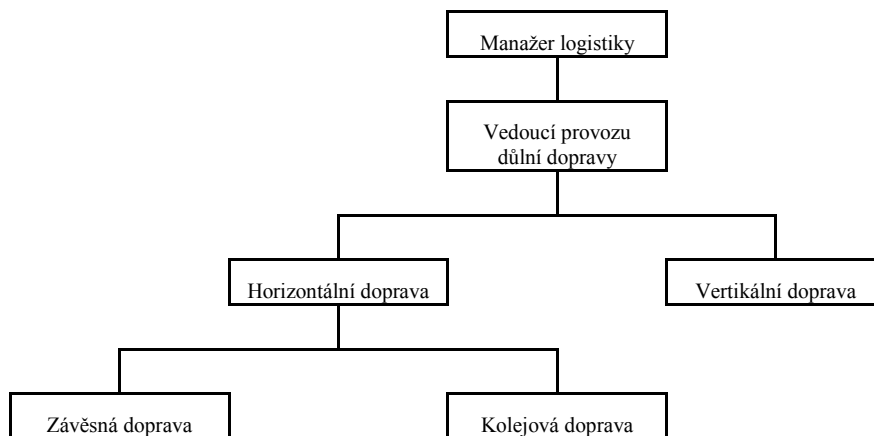 Manažer logistiky
Vedoucí provozu
důlní dopravy
Horizontální doprava
Vertikální doprava
Závěsná doprava
Kolejová doprava